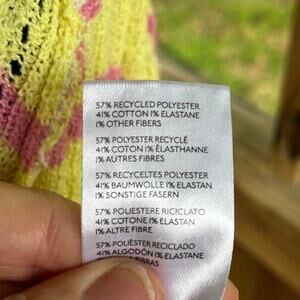 57% RECYCLED POLYESTER
41% COTTON 1% ELASTANE
1% OTHER FIBERS
57% POLYESTER RECYCLÉ
41% COTON 1% ÉLASTHANNE
1% AUTRES FIBRES
57% RECYCELTES POLYESTER
41% BAUMWOLLE 1% ELASTAN
1% SONSTIGE FASERN
57% POLIESTERE RICICLATO
41% COTONE 1% ELASTAN
1% ALTRE FIBRE
57% POLIÉSTER RECICLADO
41% ALGODÓN 1% ELASTANO
FIBRAS